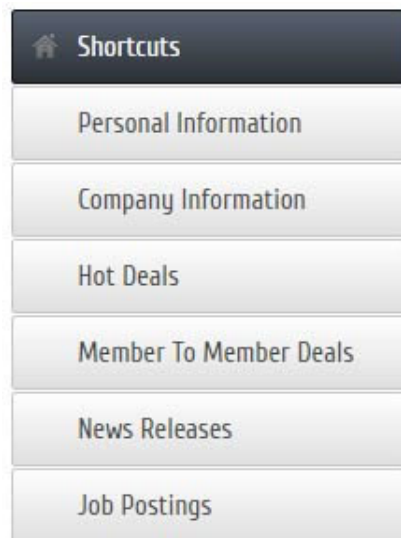 Shortcuts
Personal Information
Company Information
Hot Deals
Member To Member Deals
News Releases
Job Postings